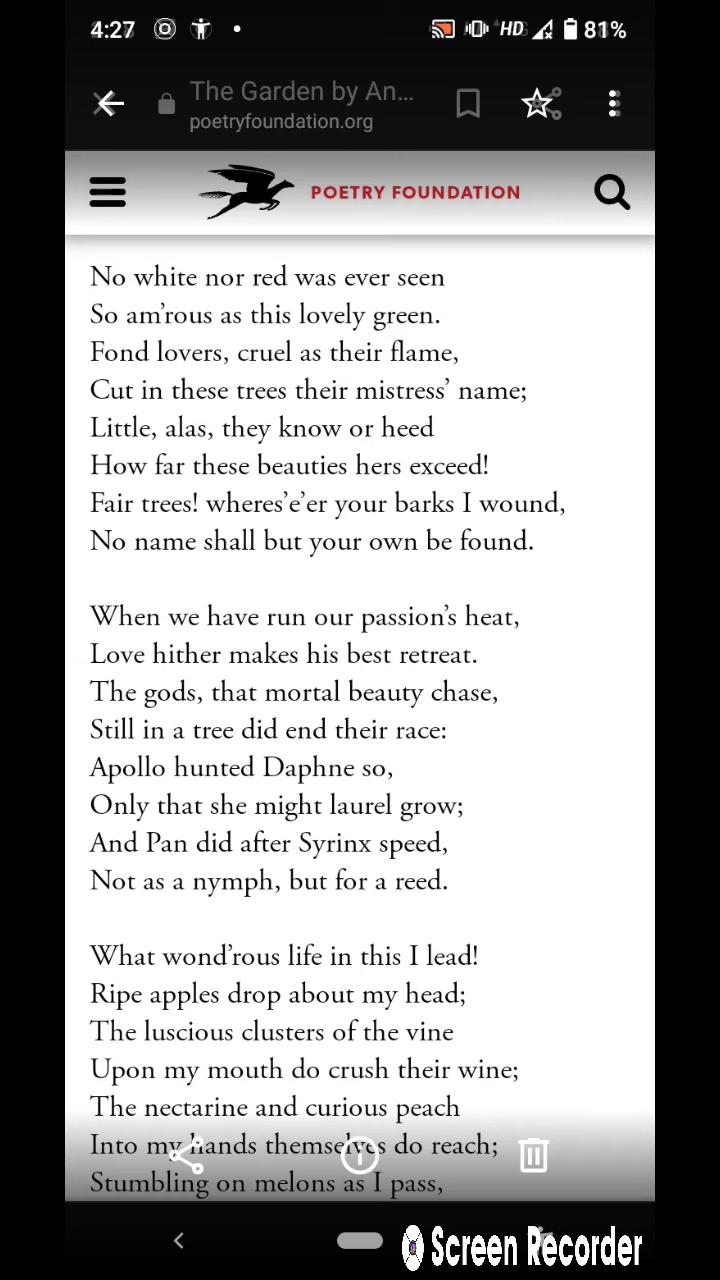 4:27
HD
81%
The Garden by An...
poetryfoundation.org
POETRY FOUNDATION
No white nor red was ever seen
So am’rous as this lovely green.
Fond lovers, cruel as their flame,
Cut in these trees their mistress’ name;
Little, alas, they know or heed
How far these beauties hers exceed!
Fair trees! wheres’e’er your barks I wound,
No name shall but your own be found.
When we have run our passion’s heat,
Love hither makes his best retreat.
The gods, that mortal beauty chase,
Still in a tree did end their race:
Apollo hunted Daphne so,
Only that she might laurel grow;
And Pan did after Syrinx speed,
Not as a nymph, but for a reed.
What wond’rous life in this I lead!
Ripe apples drop about my head;
The luscious clusters of the vine
Upon my mouth do crush their wine;
The nectarine and curious peach
Into my hands themselves do reach;
Stumbling on melons as I pass,
Screen Recorder